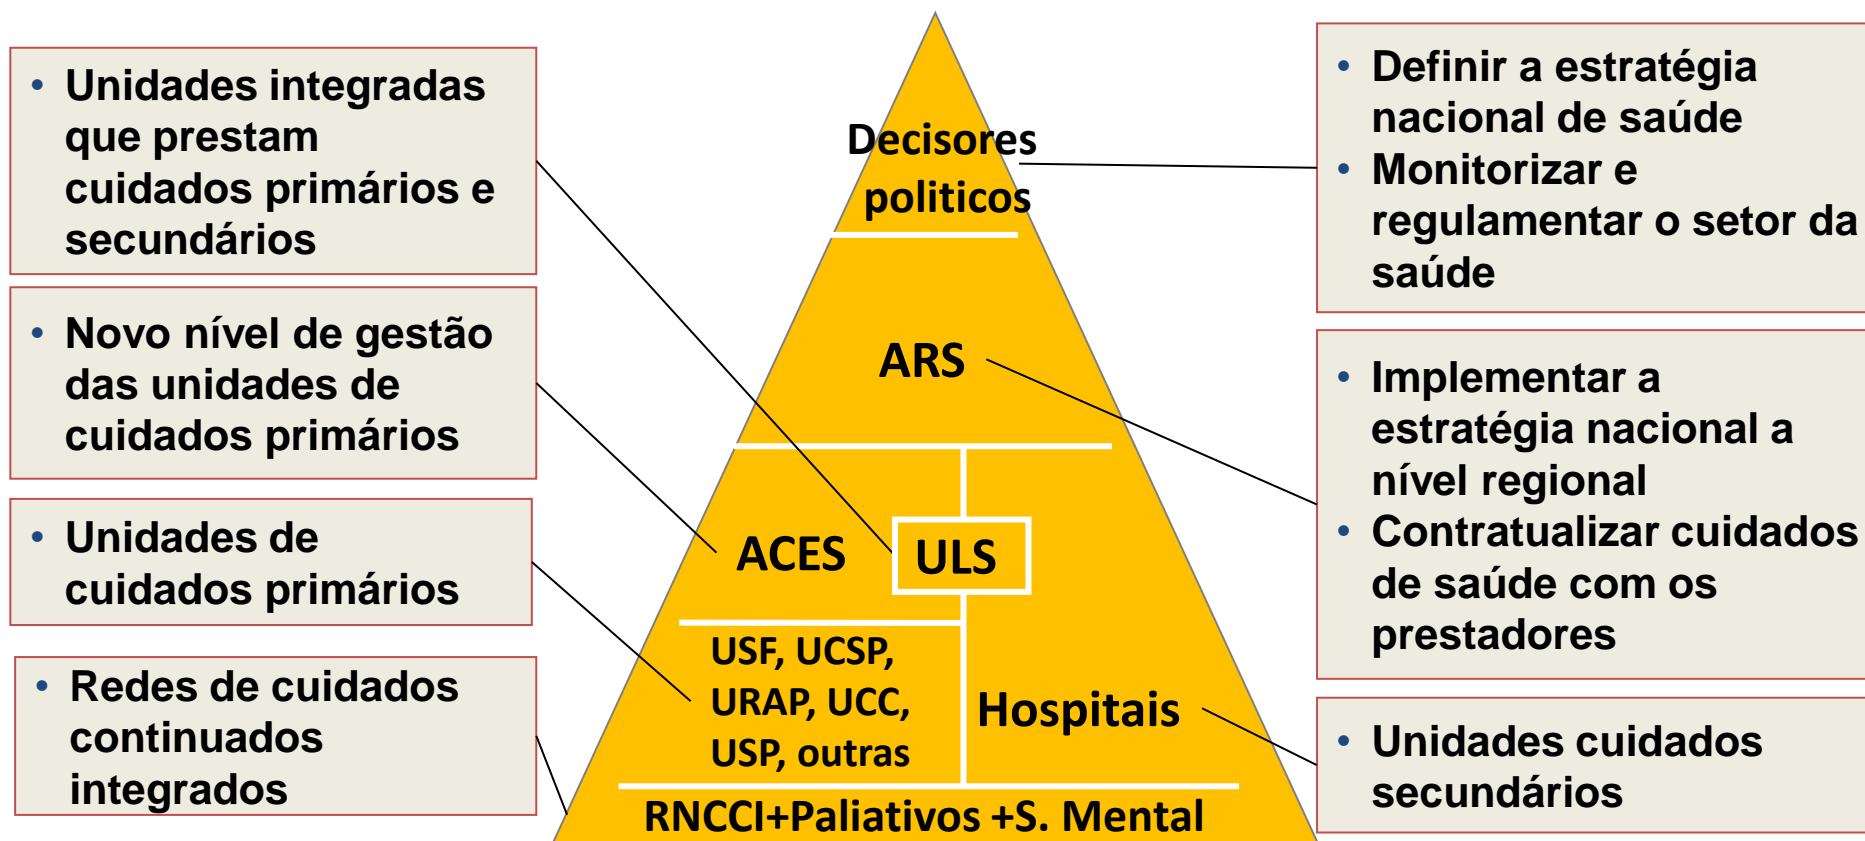 • Unidades integradas
que prestam
cuidados primários e
secundários
• Novo nível de gestão
das unidades de
cuidados primários
• Unidades de
cuidados primários
• Redes de cuidados
continuados
integrados
Decisores
politicos
ARS
ACES
ULS
USF, UCSP,
URAP, UCC,
USP, outras
Hospitais
RNCCI+Paliativos +S. Mental
• Definir a estratégia
nacional de saúde
• Monitorizar e
regulamentar o setor da
saúde
• Implementar a
estratégia nacional a
nível regional
• Contratualizar cuidados
de saúde com os
prestadores
• Unidades cuidados
secundários